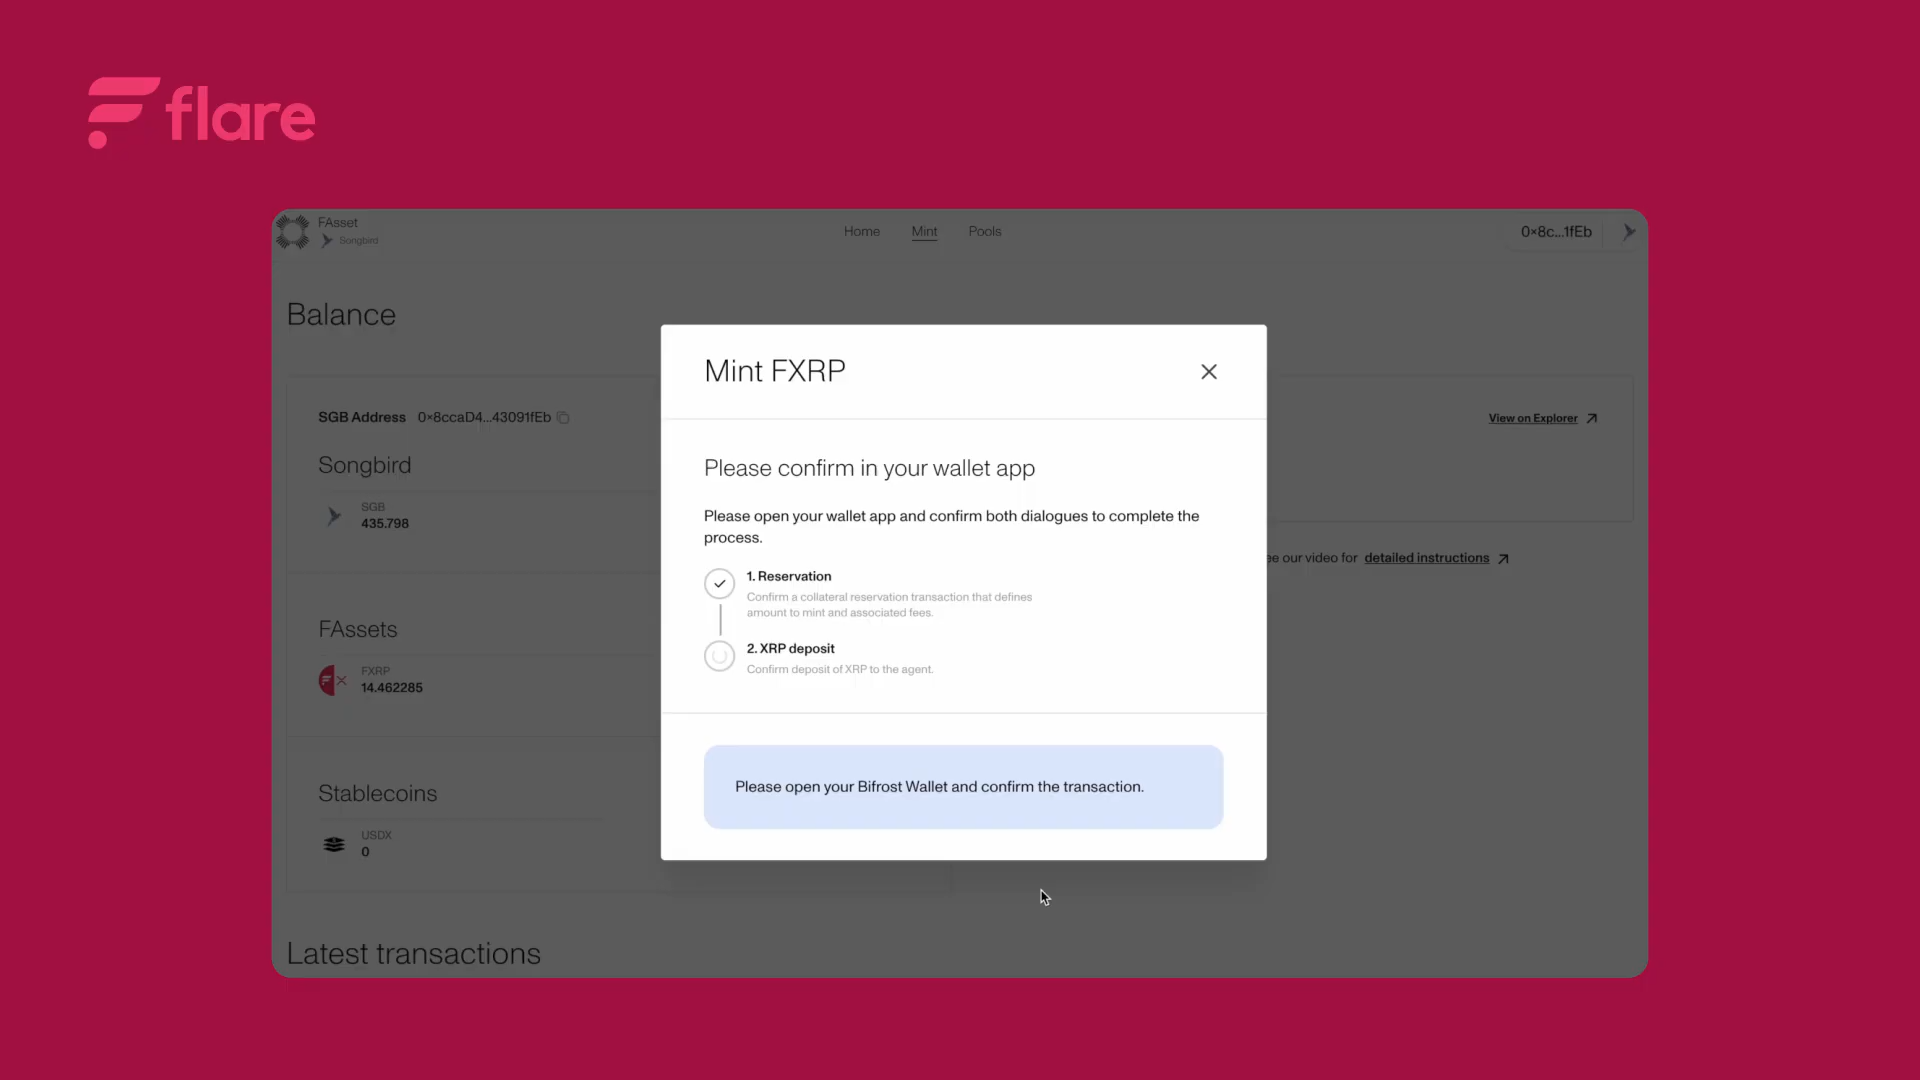 flare
FAsset
Songbird
Home
Mint
Pools
0×8c...1fEb
Balance
SGB Address 0×8ccaD4...43091fEb
View on Explorer
Songbird
SGB
435.798
FAssets
FXRP
14.462285
Stablecoins
USDX
0
Latest transactions
Mint FXRP
Please confirm in your wallet app
Please open your wallet app and confirm both dialogues to complete the
process.
1. Reservation
Confirm a collateral reservation transaction that defines
amount to mint and associated fees.
2. XRP deposit
Confirm deposit of XRP to the agent.
Please open your Bifrost Wallet and confirm the transaction.
our video for detailed instructions